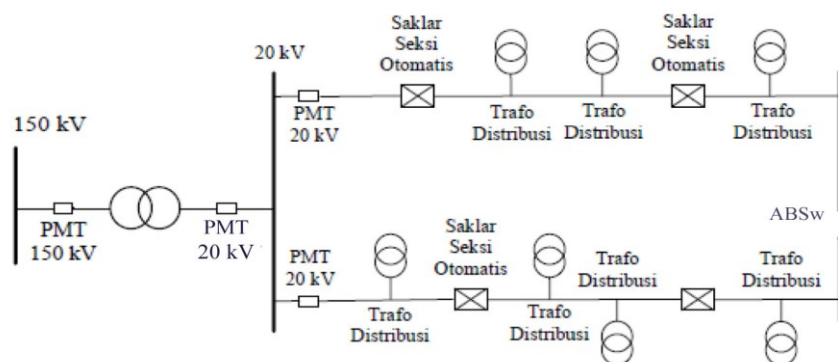 150 kV
PMT
150 kV
PMT
20 kV
20 kV
PMT
20 kV
Saklar
Seksi
Otomatis
Trafo
Distribusi
Trafo
Distribusi
Saklar
Seksi
Otomatis
Trafo
Distribusi
ABSw
PMT
20 kV
Trafo
Distribusi
Saklar
Seksi
Otomatis
Trafo
Distribusi
Trafo
Distribusi
Trafo
Distribusi